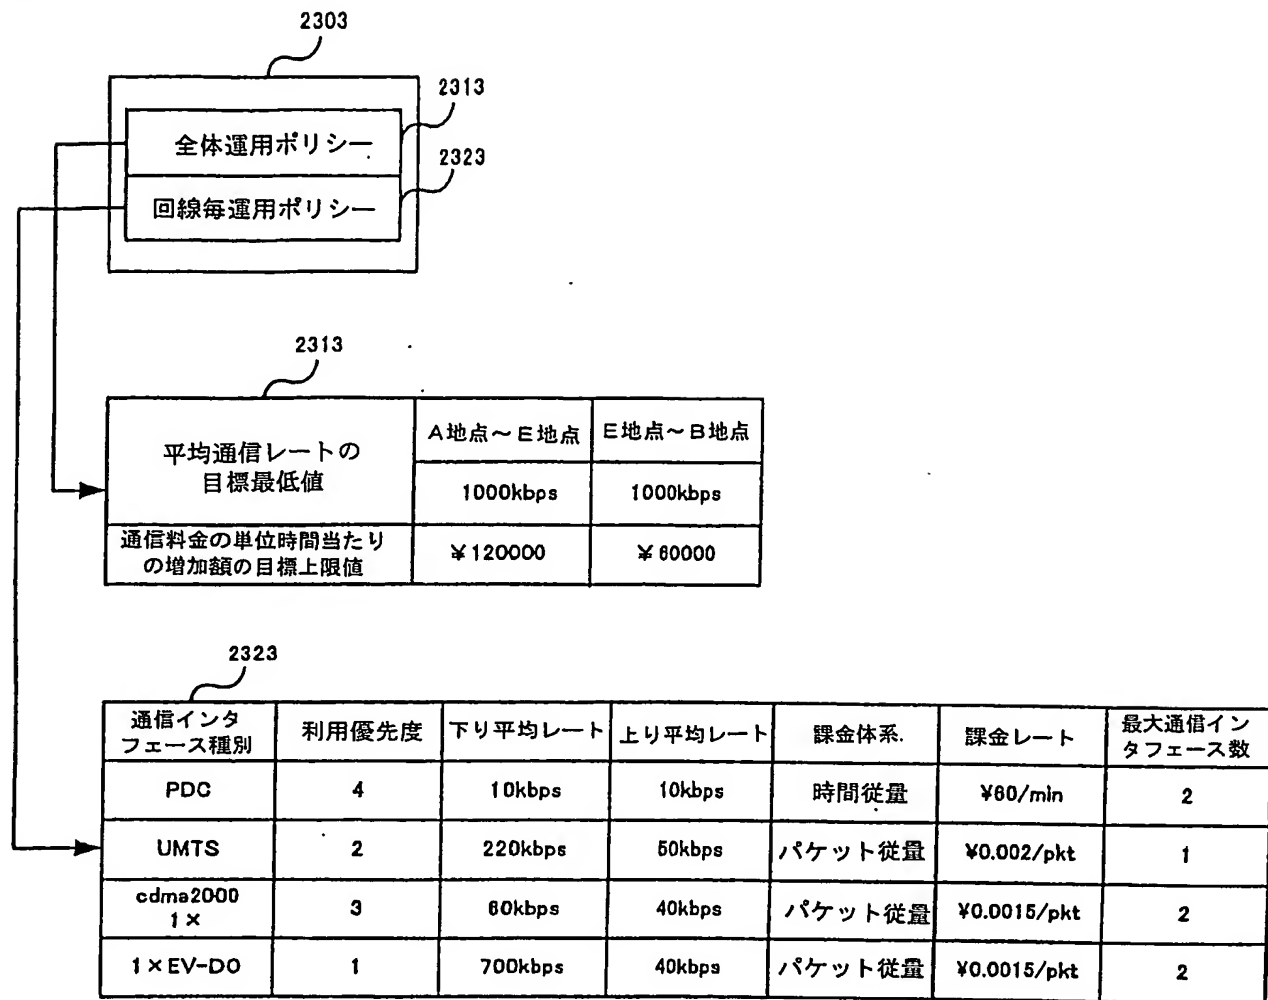 2303
2313
全体運用ポリシー
2323
回線毎運用ポリシー
2313
平均通信レートの
目標最低値
A地点～E地点
E地点～B地点
1000kbps
1000kbps
通信料金の単位時間当たり
の増加額の目標上限値
￥120000
￥60000
2323
通信インタ
フェース種別
利用優先度
下り平均レート
上り平均レート
課金体系
課金レート
最大通信イン
タフェース数
PDC
4
10kbps
10kbps
時間従量
¥60/min
2
UMTS
2
220kbps
50kbps
パケット従量
¥0.002/pkt
1
cdma2000
1×
3
60kbps
40kbps
パケット従量
¥0.0015/pkt
2
1×EV-DO
1
700kbps
40kbps
パケット従量
¥0.0015/pkt
2